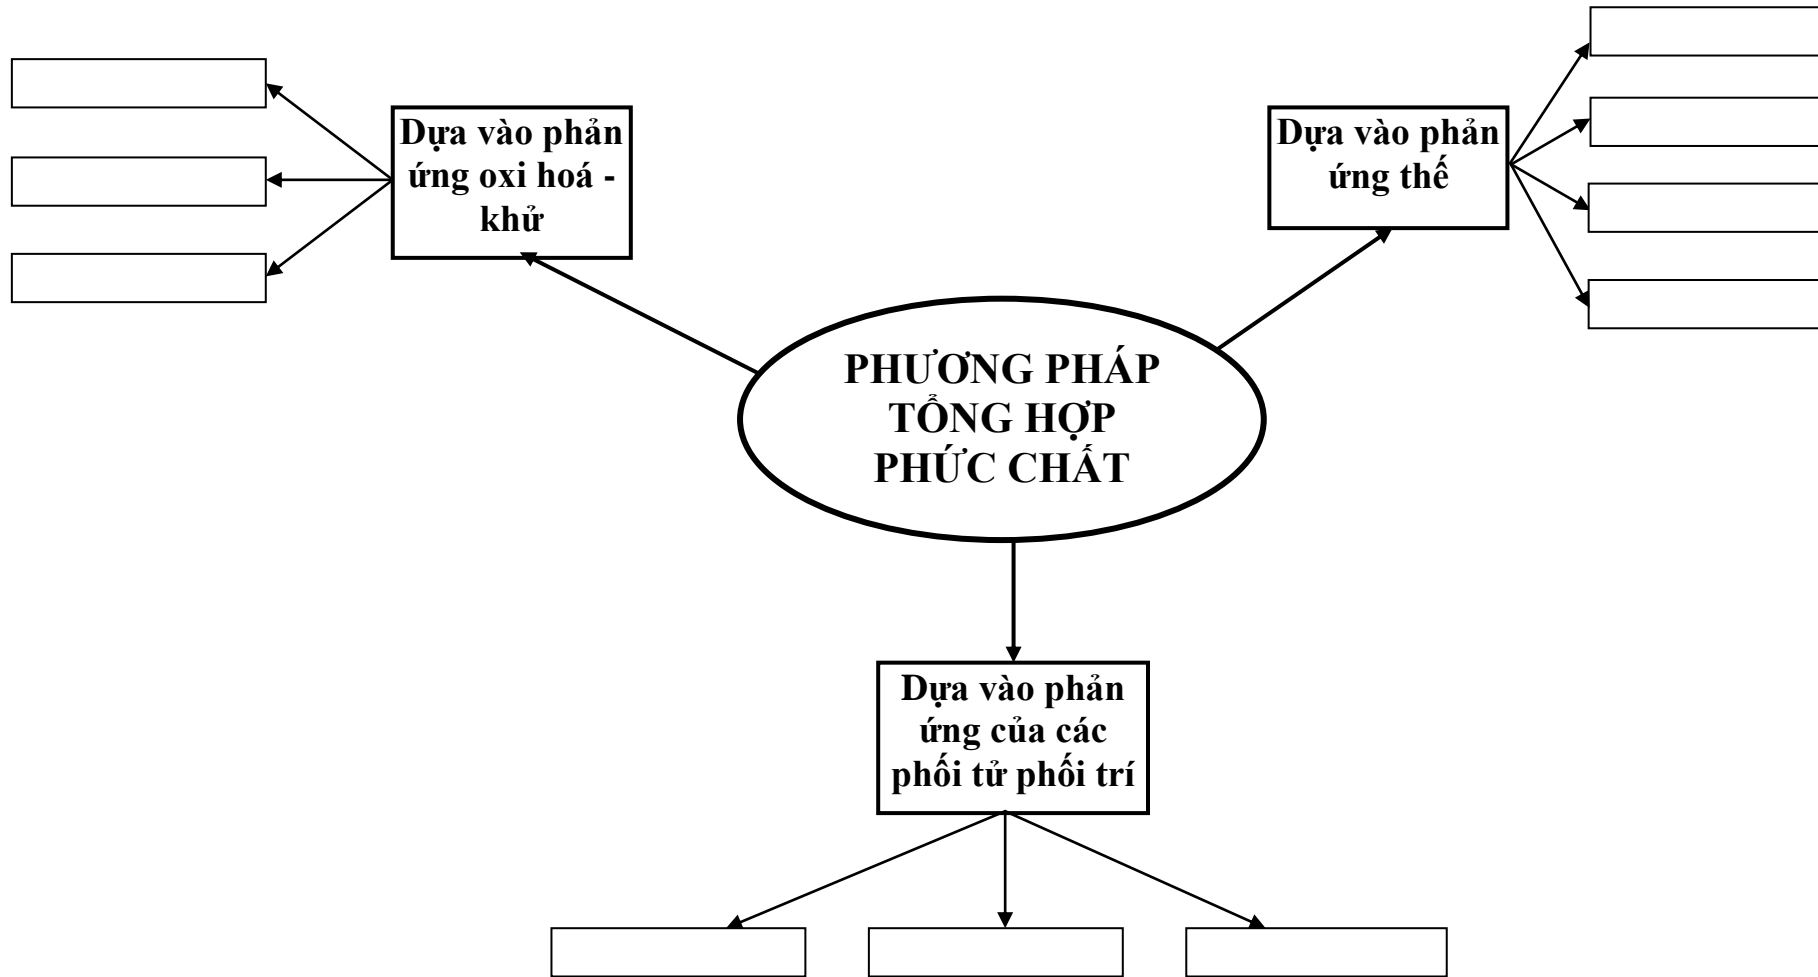 Dựa vào phản
ứng oxi hoá -
khử
Dựa vào phản
ứng thế
PHƯƠNG PHÁP
TỔNG HỢP
PHỨC CHẤT
Dựa vào phản
ứng của các
phối tử phối trí